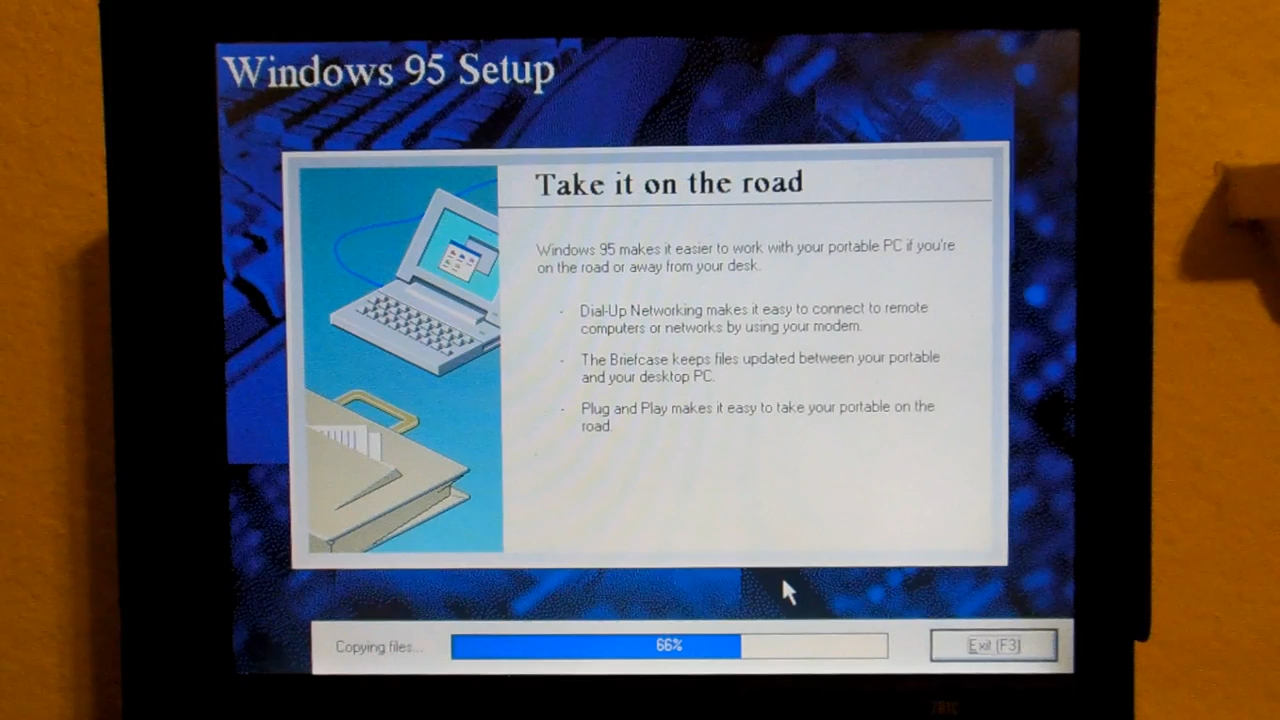 Windows 95 Setup
Take it on the road
Windows 95 makes it easier to work with your portable PC if you're
on the road or away from your desk.
- Dial-Up Networking makes it easy to connect to remote
computers or networks by using your modem.
- The Briefcase keeps files updated between your portable
and your desktop PC.
- Plug and Play makes it easy to take your portable on the
road.
Copying files...
66%
Exit (F3)